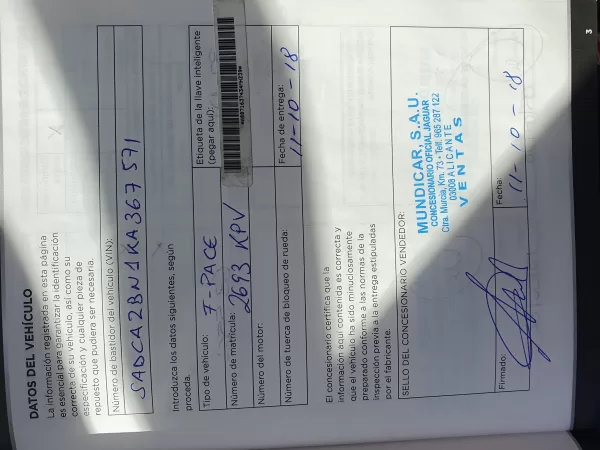 DATOS DEL VEHÍCULO
La información registrada en esta página
es esencial para garantizar la identificación
correcta de su vehículo, así como su
especificación y cualquier pieza de
requesto que pudiera ser necesaria.
Número de bastidor del vehículo (VIN):
SADCA2BN1KA367571
Introduzca los datos siguientes, según
proceda.
Tipo de vehículo: F-PACE
Etiqueta de la llave inteligente
(pegar aquí):
Número de matrícula: 2693 KPV
Número del motor:
Fecha de entrega:
11-10-18
Número de tuerca de bloqueo de rueda:
El concesionario certifica que la
información aquí contenida es correcta y
que el vehículo ha sido minuciosamente
preparado conforme a las normas de la
inspección previa a la entrega estipuladas
por el fabricante.
SELLO DEL CONCESIONARIO VENDEDOR:
MUNDICAR, S.A.U.
CONCESIONARIO OFICIAL JAGUAR
Ctra. Murcia, Km. 73 - Telf. 965 287 122
03008 ALICANTE
VENTAS
Firmado:
Fecha:
11-10-18
3